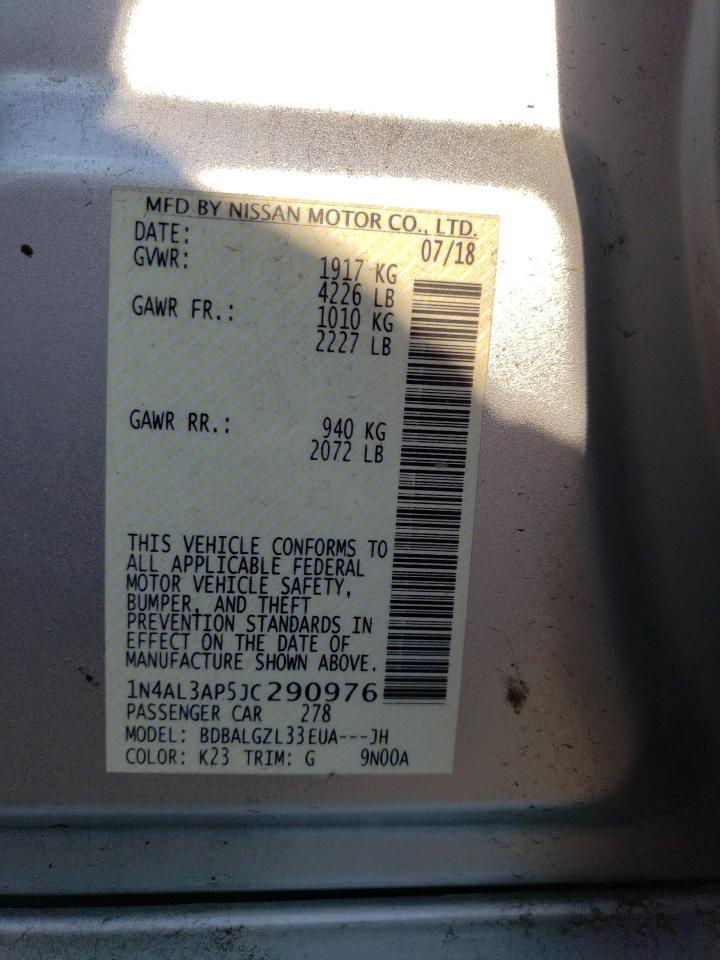 MFD BY NISSAN MOTOR CO., LTD.
DATE: 07/18
GVWR: 1917 KG
4226 LB
GAWR FR.: 1010 KG
2227 LB
GAWR RR.: 940 KG
2072 LB
THIS VEHICLE CONFORMS TO
ALL APPLICABLE FEDERAL
MOTOR VEHICLE SAFETY,
BUMPER, AND THEFT
PREVENTION STANDARDS IN
EFFECT ON THE DATE OF
MANUFACTURE SHOWN ABOVE.
1N4AL3AP5JC290976
PASSENGER CAR 278
MODEL: BDBALGZL33EUA---JH
COLOR: K23 TRIM: G 9N00A